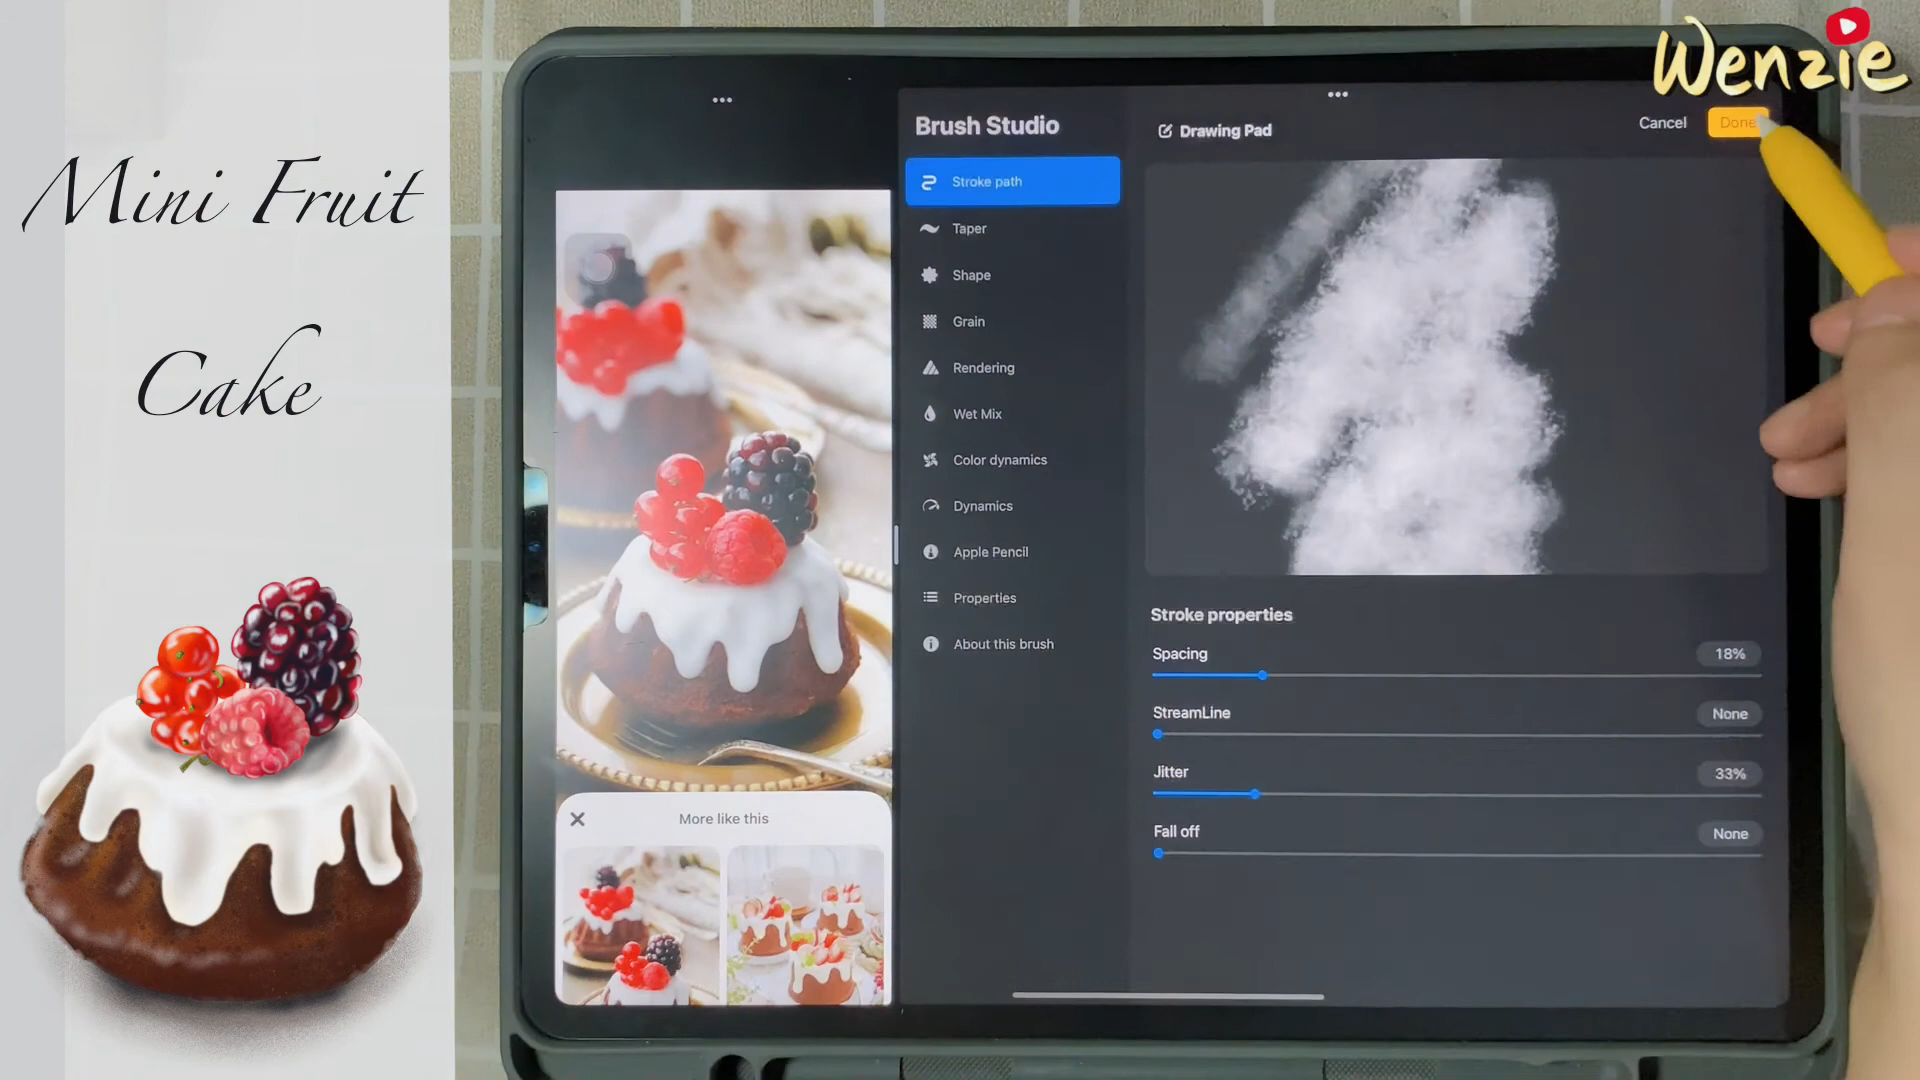 Mini Fruit
Cake
Wenzie
Brush Studio
Stroke path
Taper
Shape
Grain
Rendering
Wet Mix
Color dynamics
Dynamics
Apple Pencil
Properties
About this brush
Drawing Pad
Cancel
Done
Stroke properties
Spacing
18%
StreamLine
None
Jitter
33%
Fall off
None
More like this